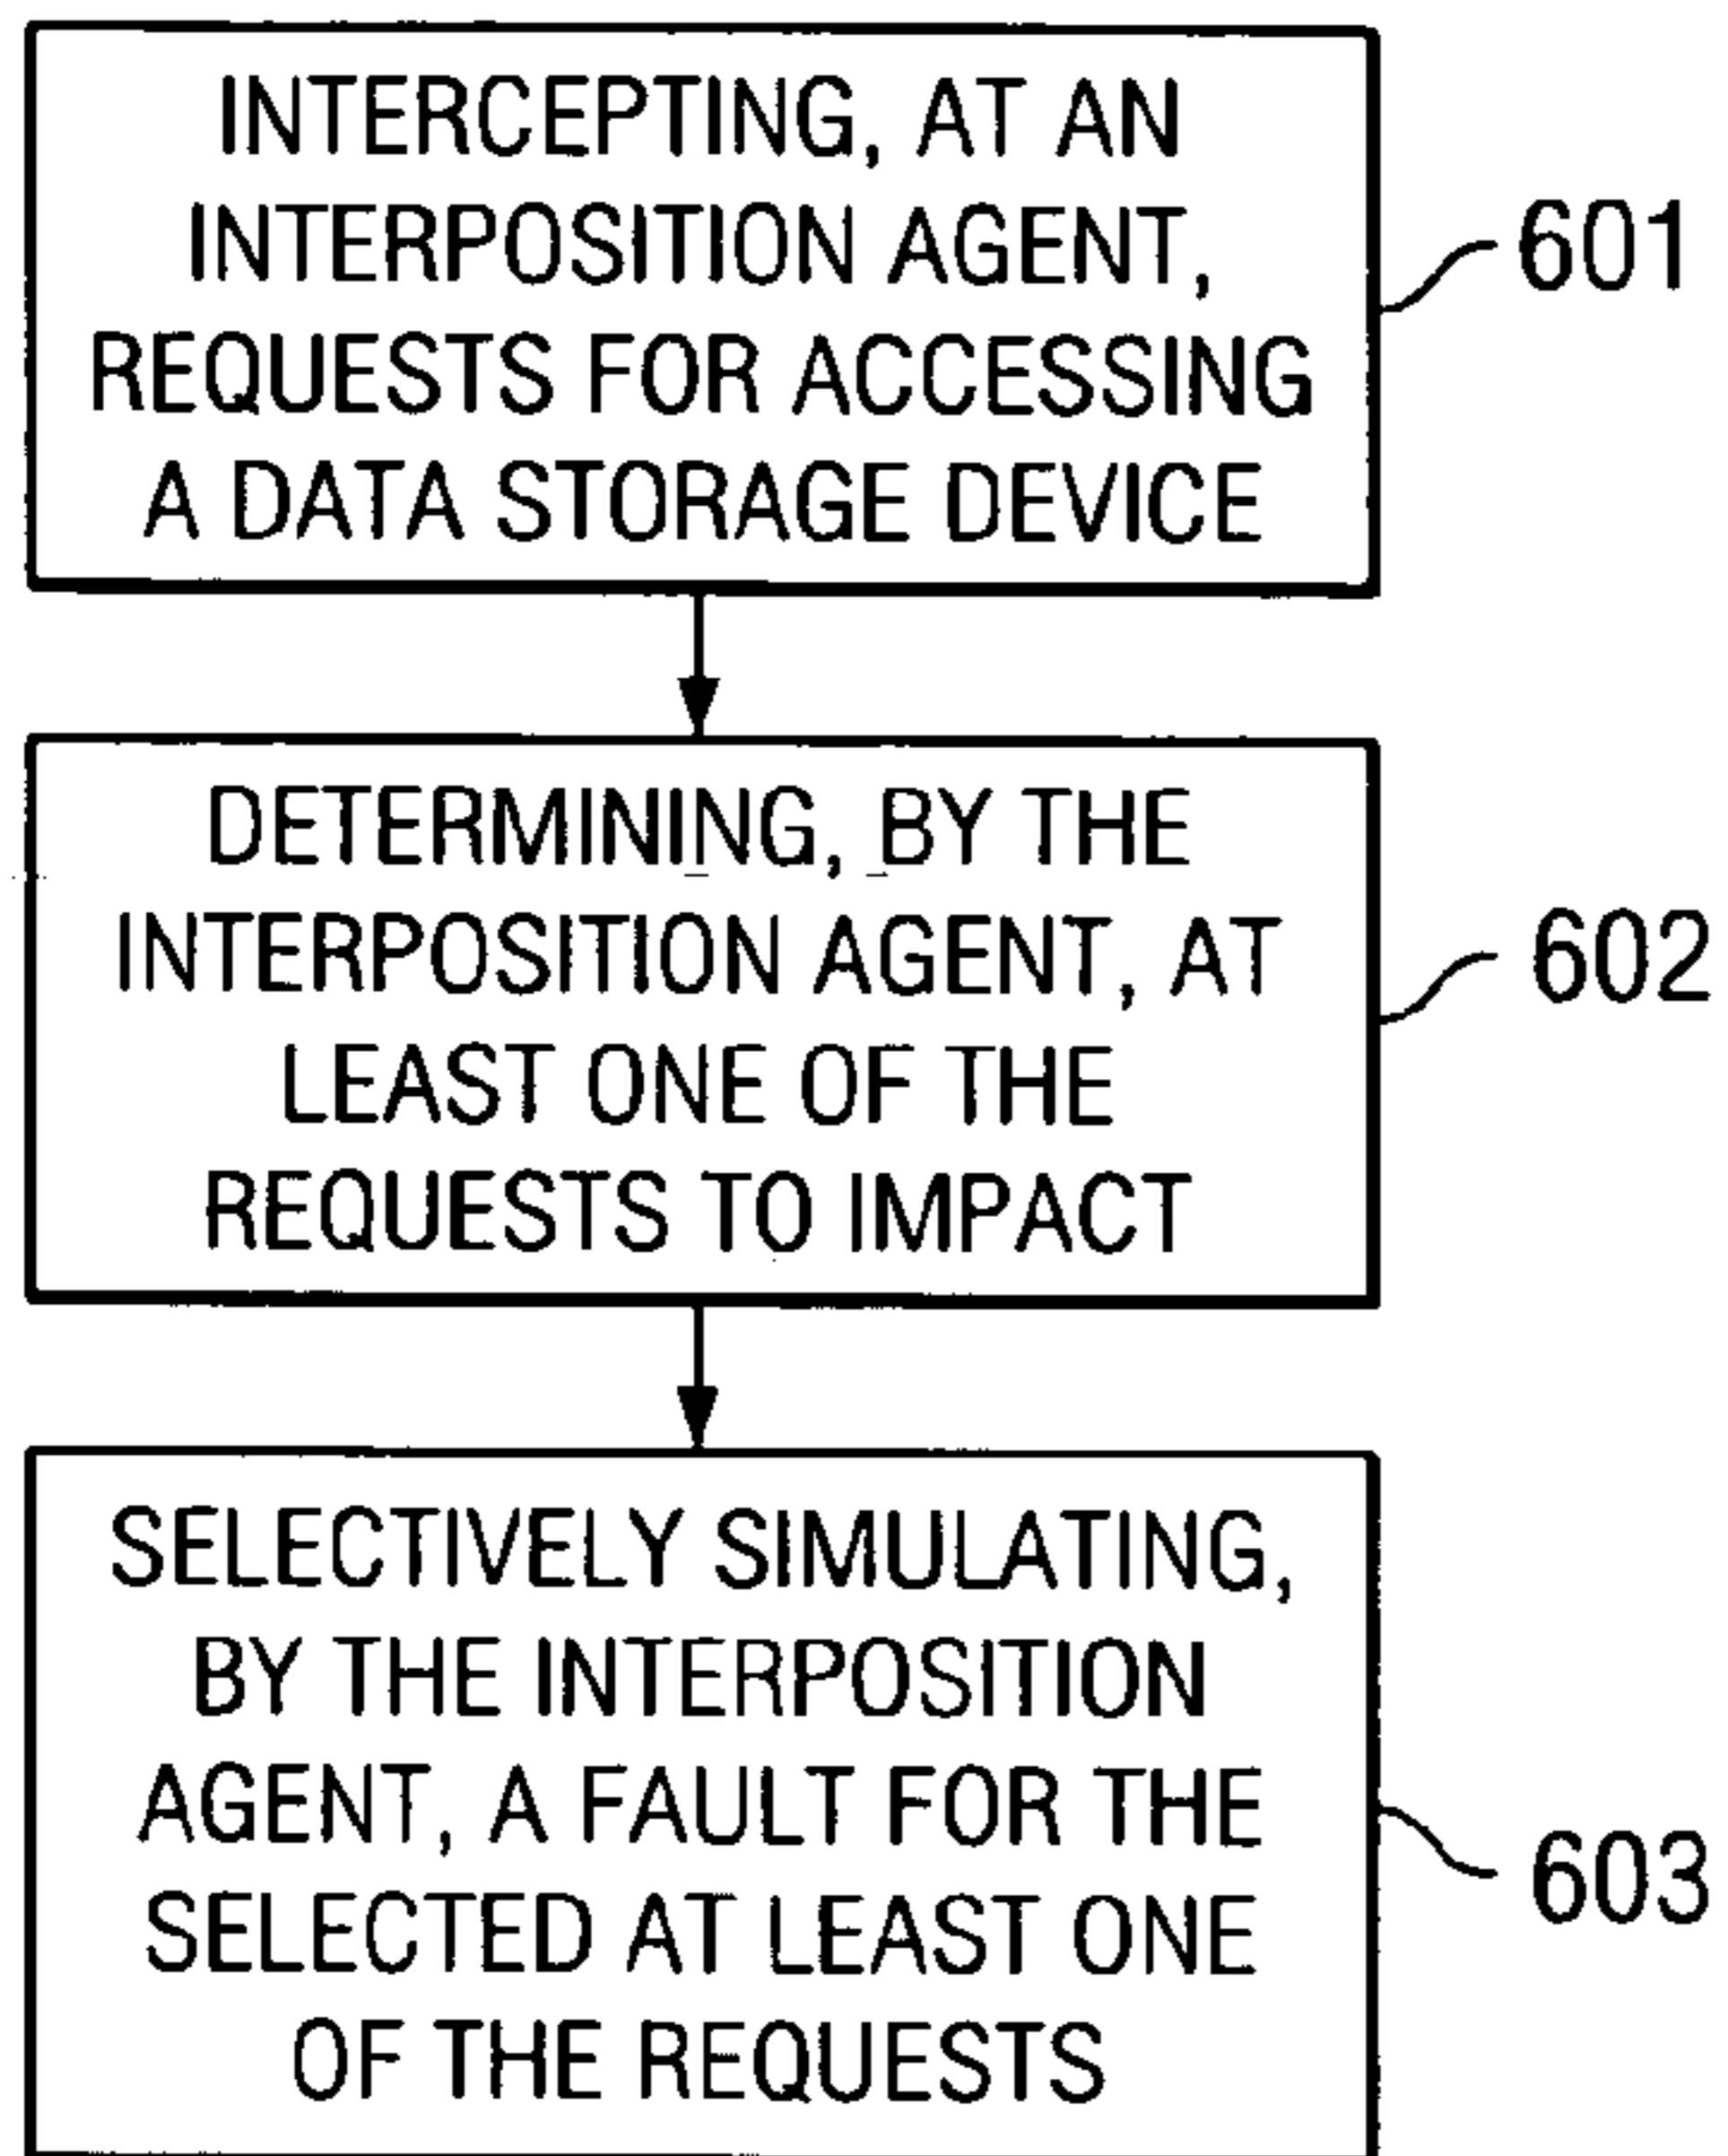 INTERCEPTING, AT AN
INTERPOSITION AGENT,
REQUESTS FOR ACCESSING
A DATA STORAGE DEVICE
601
DETERMINING, BY THE
INTERPOSITION AGENT, AT
LEAST ONE OF THE
REQUESTS TO IMPACT
602
SELECTIVELY SIMULATING,
BY THE INTERPOSITION
AGENT, A FAULT FOR THE
SELECTED AT LEAST ONE
OF THE REQUESTS
603